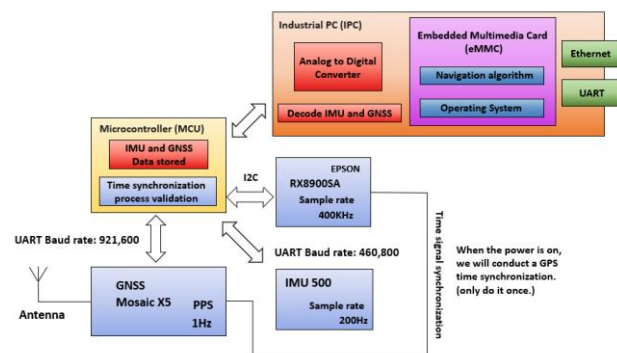 Industrial PC (IPC)
Analog to Digital
Converter
Decode IMU and GNSS
Embedded Multimedia Card
(eMMC)
Navigation algorithm
Operating System
Ethernet
UART
Microcontroller (MCU)
IMU and GNSS
Data stored
Time synchronization
process validation
I2C
EPSON
RX8900SA
Sample rate
400KHz
UART Baud rate: 921,600
UART Baud rate: 460,800
Antenna
GNSS
Mosaic X5
PPS
1Hz
IMU 500
Sample rate
200Hz
Time signal synchronization
When the power is on,
we will conduct a GPS
time synchronization.
(only do it once.)